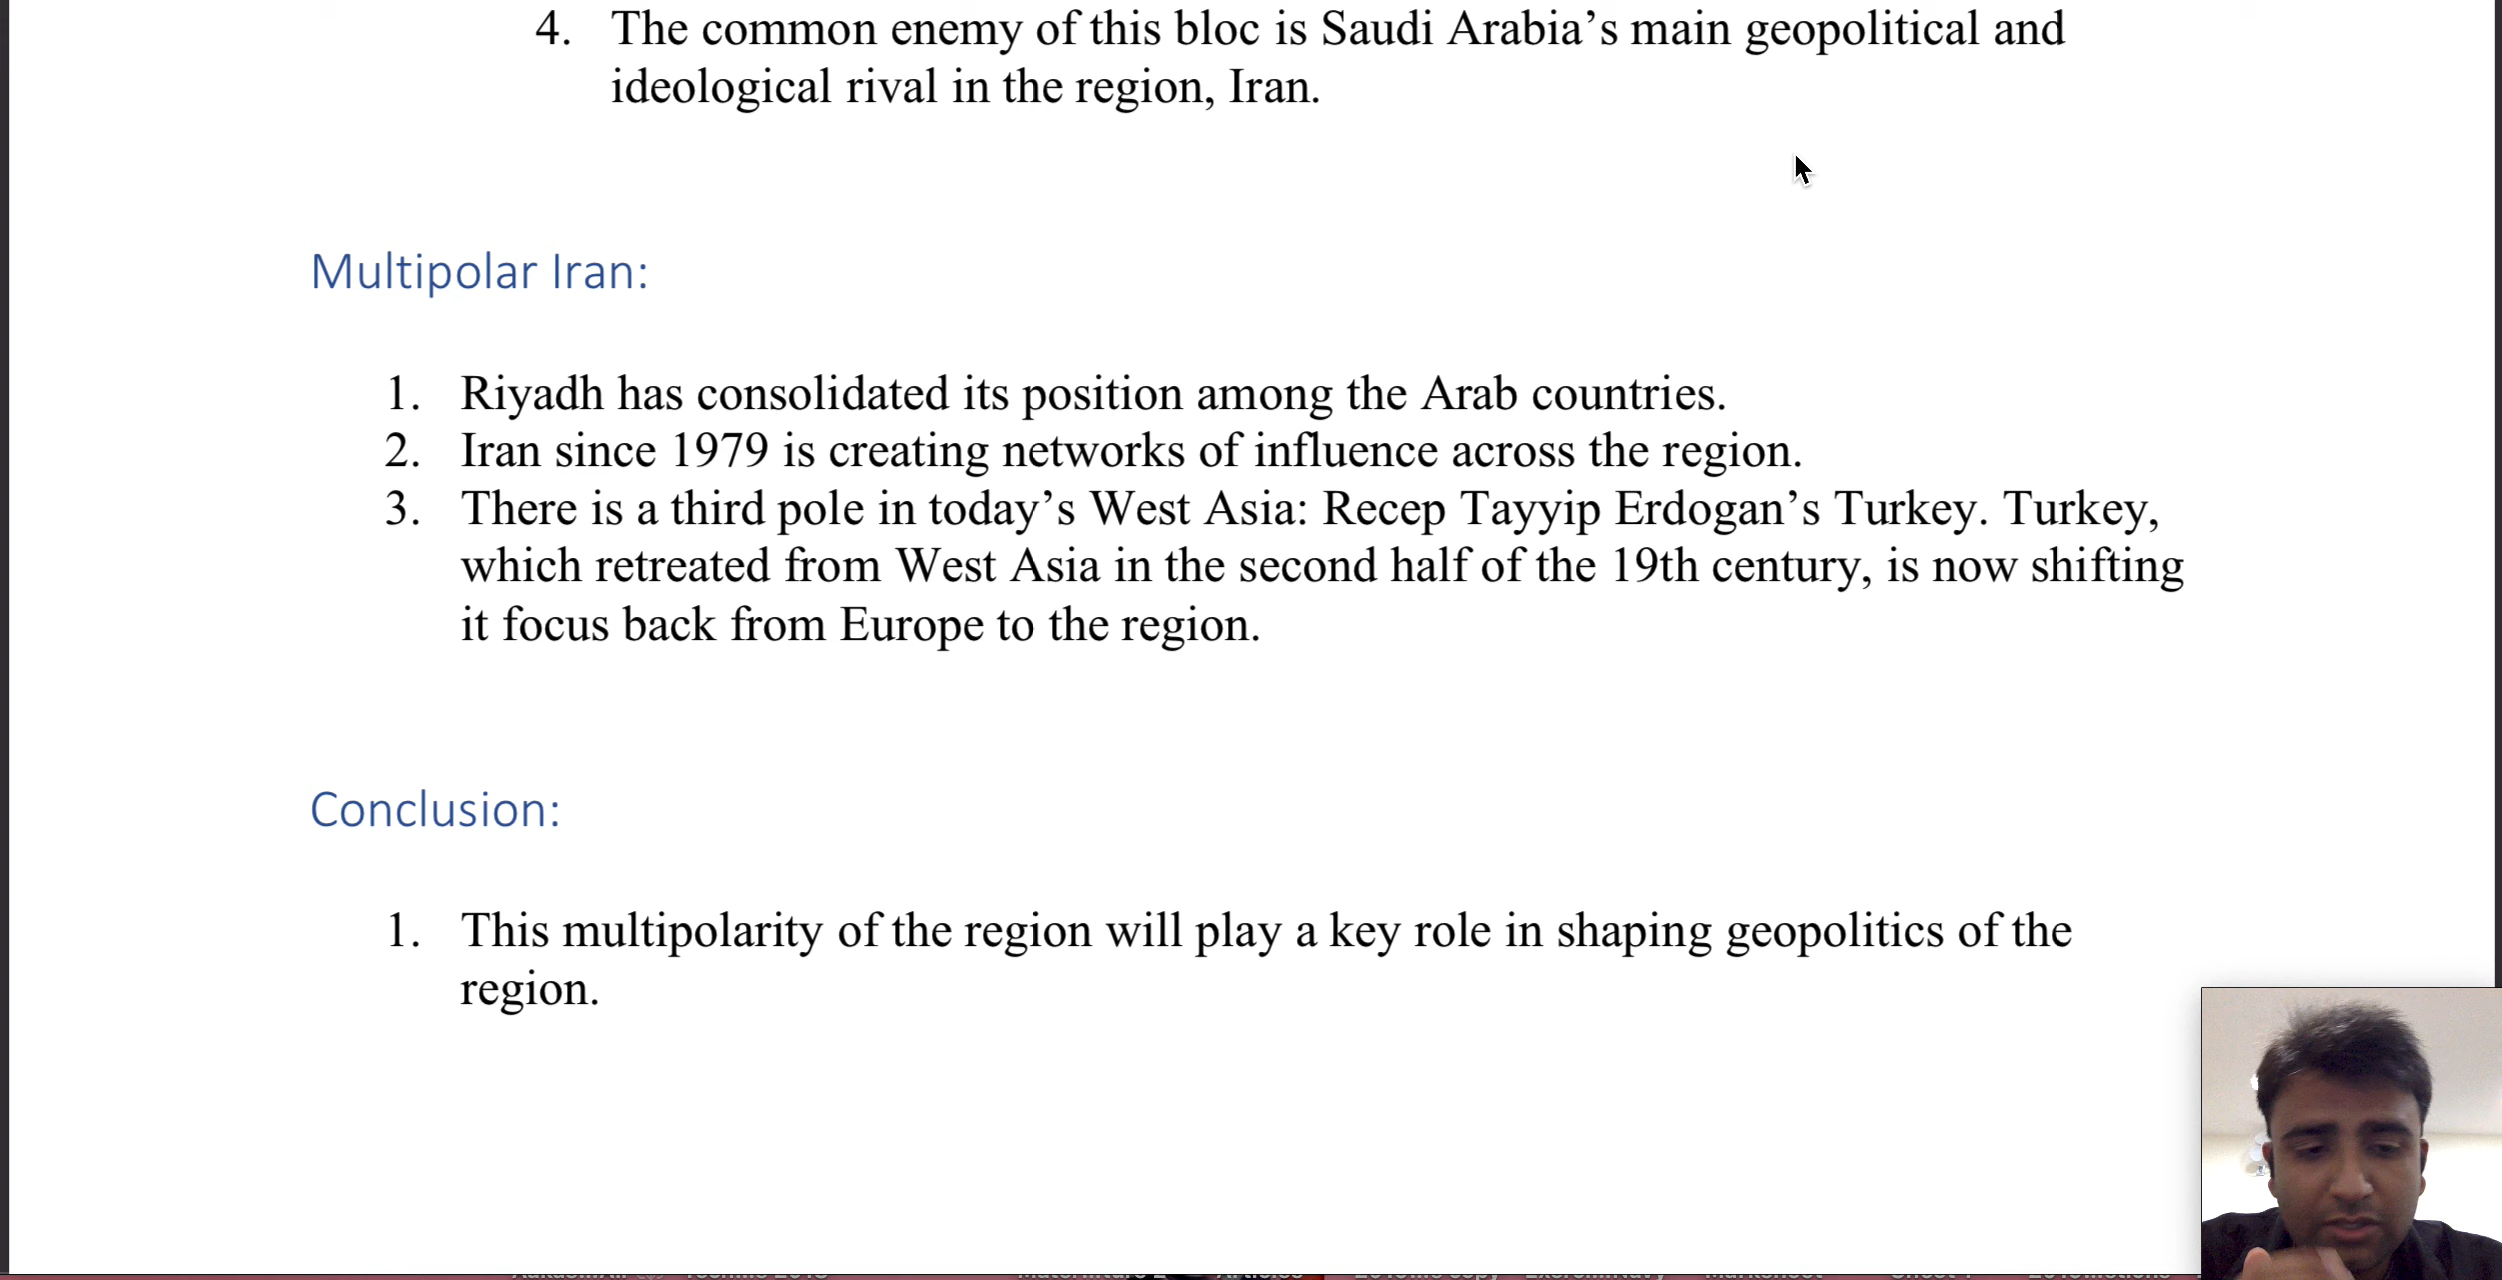 4. The common enemy of this bloc is Saudi Arabia’s main geopolitical and
ideological rival in the region, Iran.
Multipolar Iran:
1. Riyadh has consolidated its position among the Arab countries.
2. Iran since 1979 is creating networks of influence across the region.
3. There is a third pole in today’s West Asia: Recep Tayyip Erdogan’s Turkey. Turkey,
which retreated from West Asia in the second half of the 19th century, is now shifting
it focus back from Europe to the region.
Conclusion:
1. This multipolarity of the region will play a key role in shaping geopolitics of the
region.